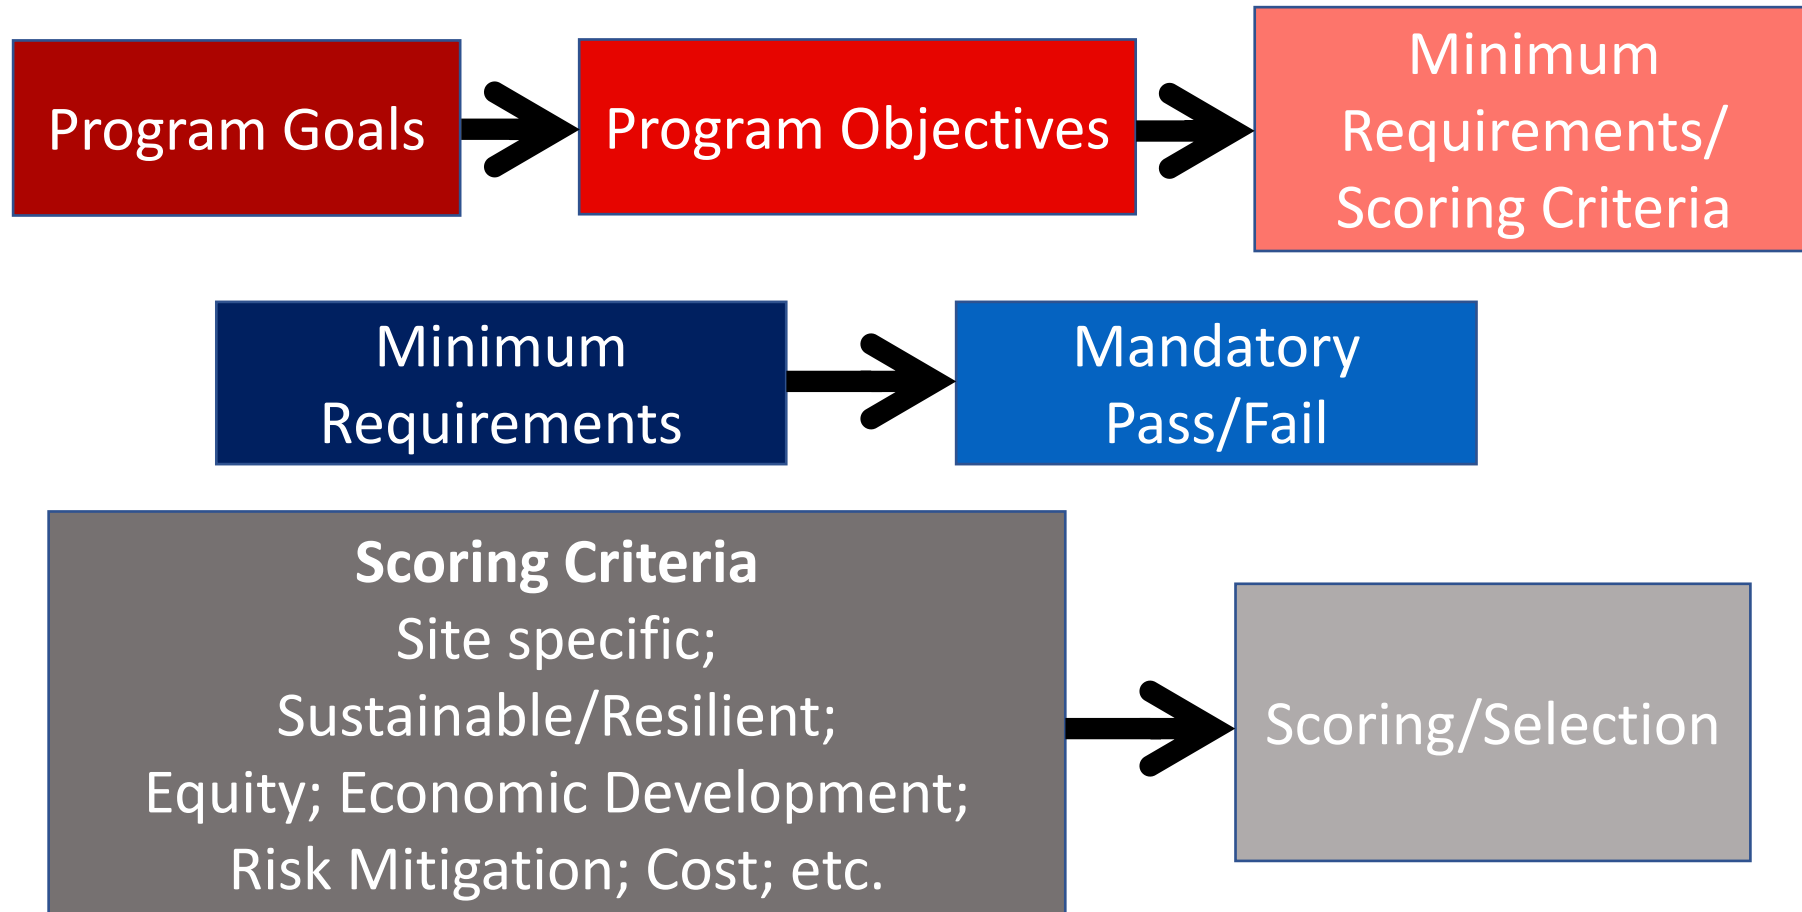 Program Goals
Program Objectives
Minimum
Requirements/
Scoring Criteria
Minimum
Requirements
Mandatory
Pass/Fail
Scoring Criteria
Site specific;
Sustainable/Resilient;
Equity; Economic Development;
Risk Mitigation; Cost; etc.
Scoring/Selection